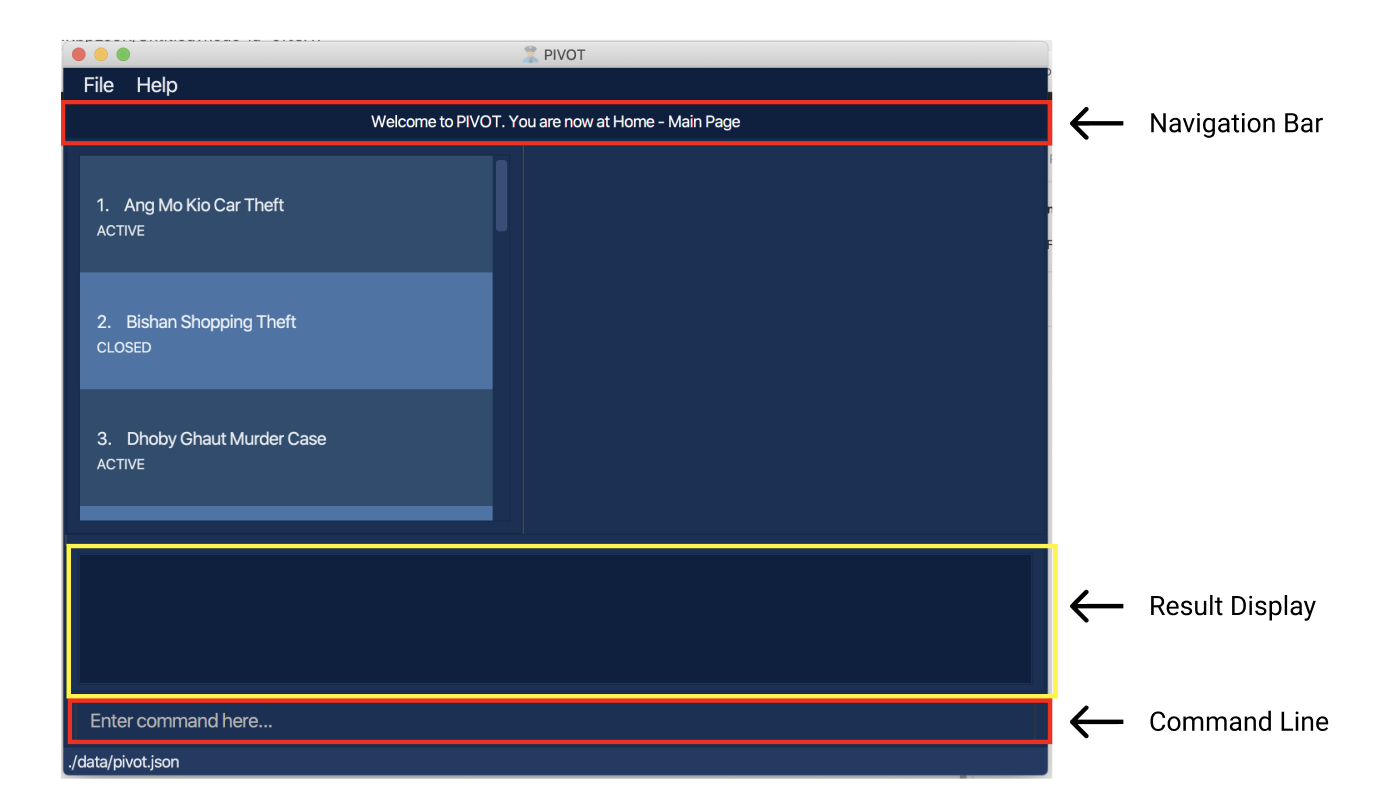 PIVOT
File Help
Welcome to PIVOT. You are now at Home - Main Page
Navigation Bar
1. Ang Mo Kio Car Theft
ACTIVE
2. Bishan Shopping Theft
CLOSED
3. Dhoby Ghaut Murder Case
ACTIVE
Result Display
Enter command here...
Command Line
./data/pivot.json